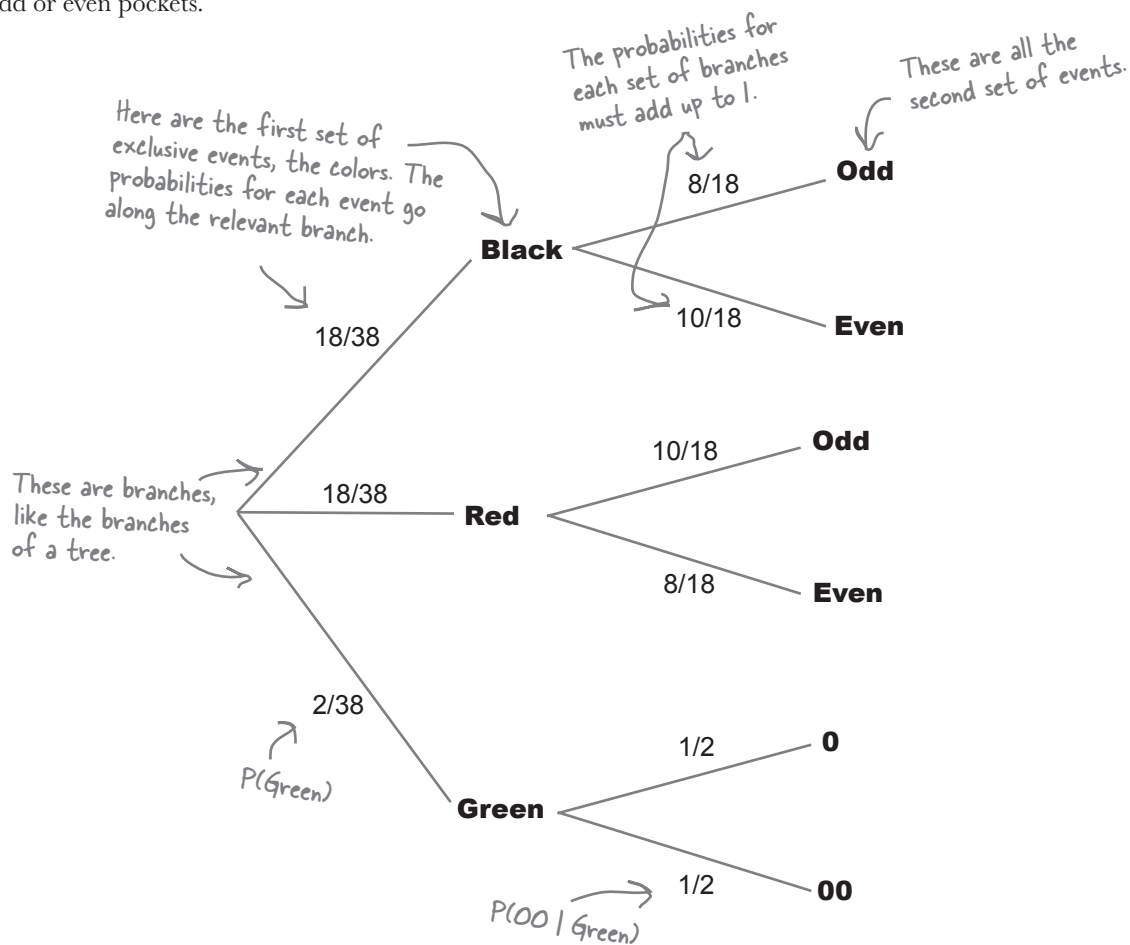 dd or even pockets.
The probabilities for
each set of branches
must add up to 1.
These are all the
second set of events.
Here are the first set of
exclusive events, the colors. The
probabilities for each event go
along the relevant branch.
8/18
Odd
Black
10/18
Even
18/38
Odd
10/18
These are branches,
like the branches
of a tree.
18/38
Red
8/18
Even
2/38
P(Green)
1/2
0
Green
1/2
00
P(00 | Green)